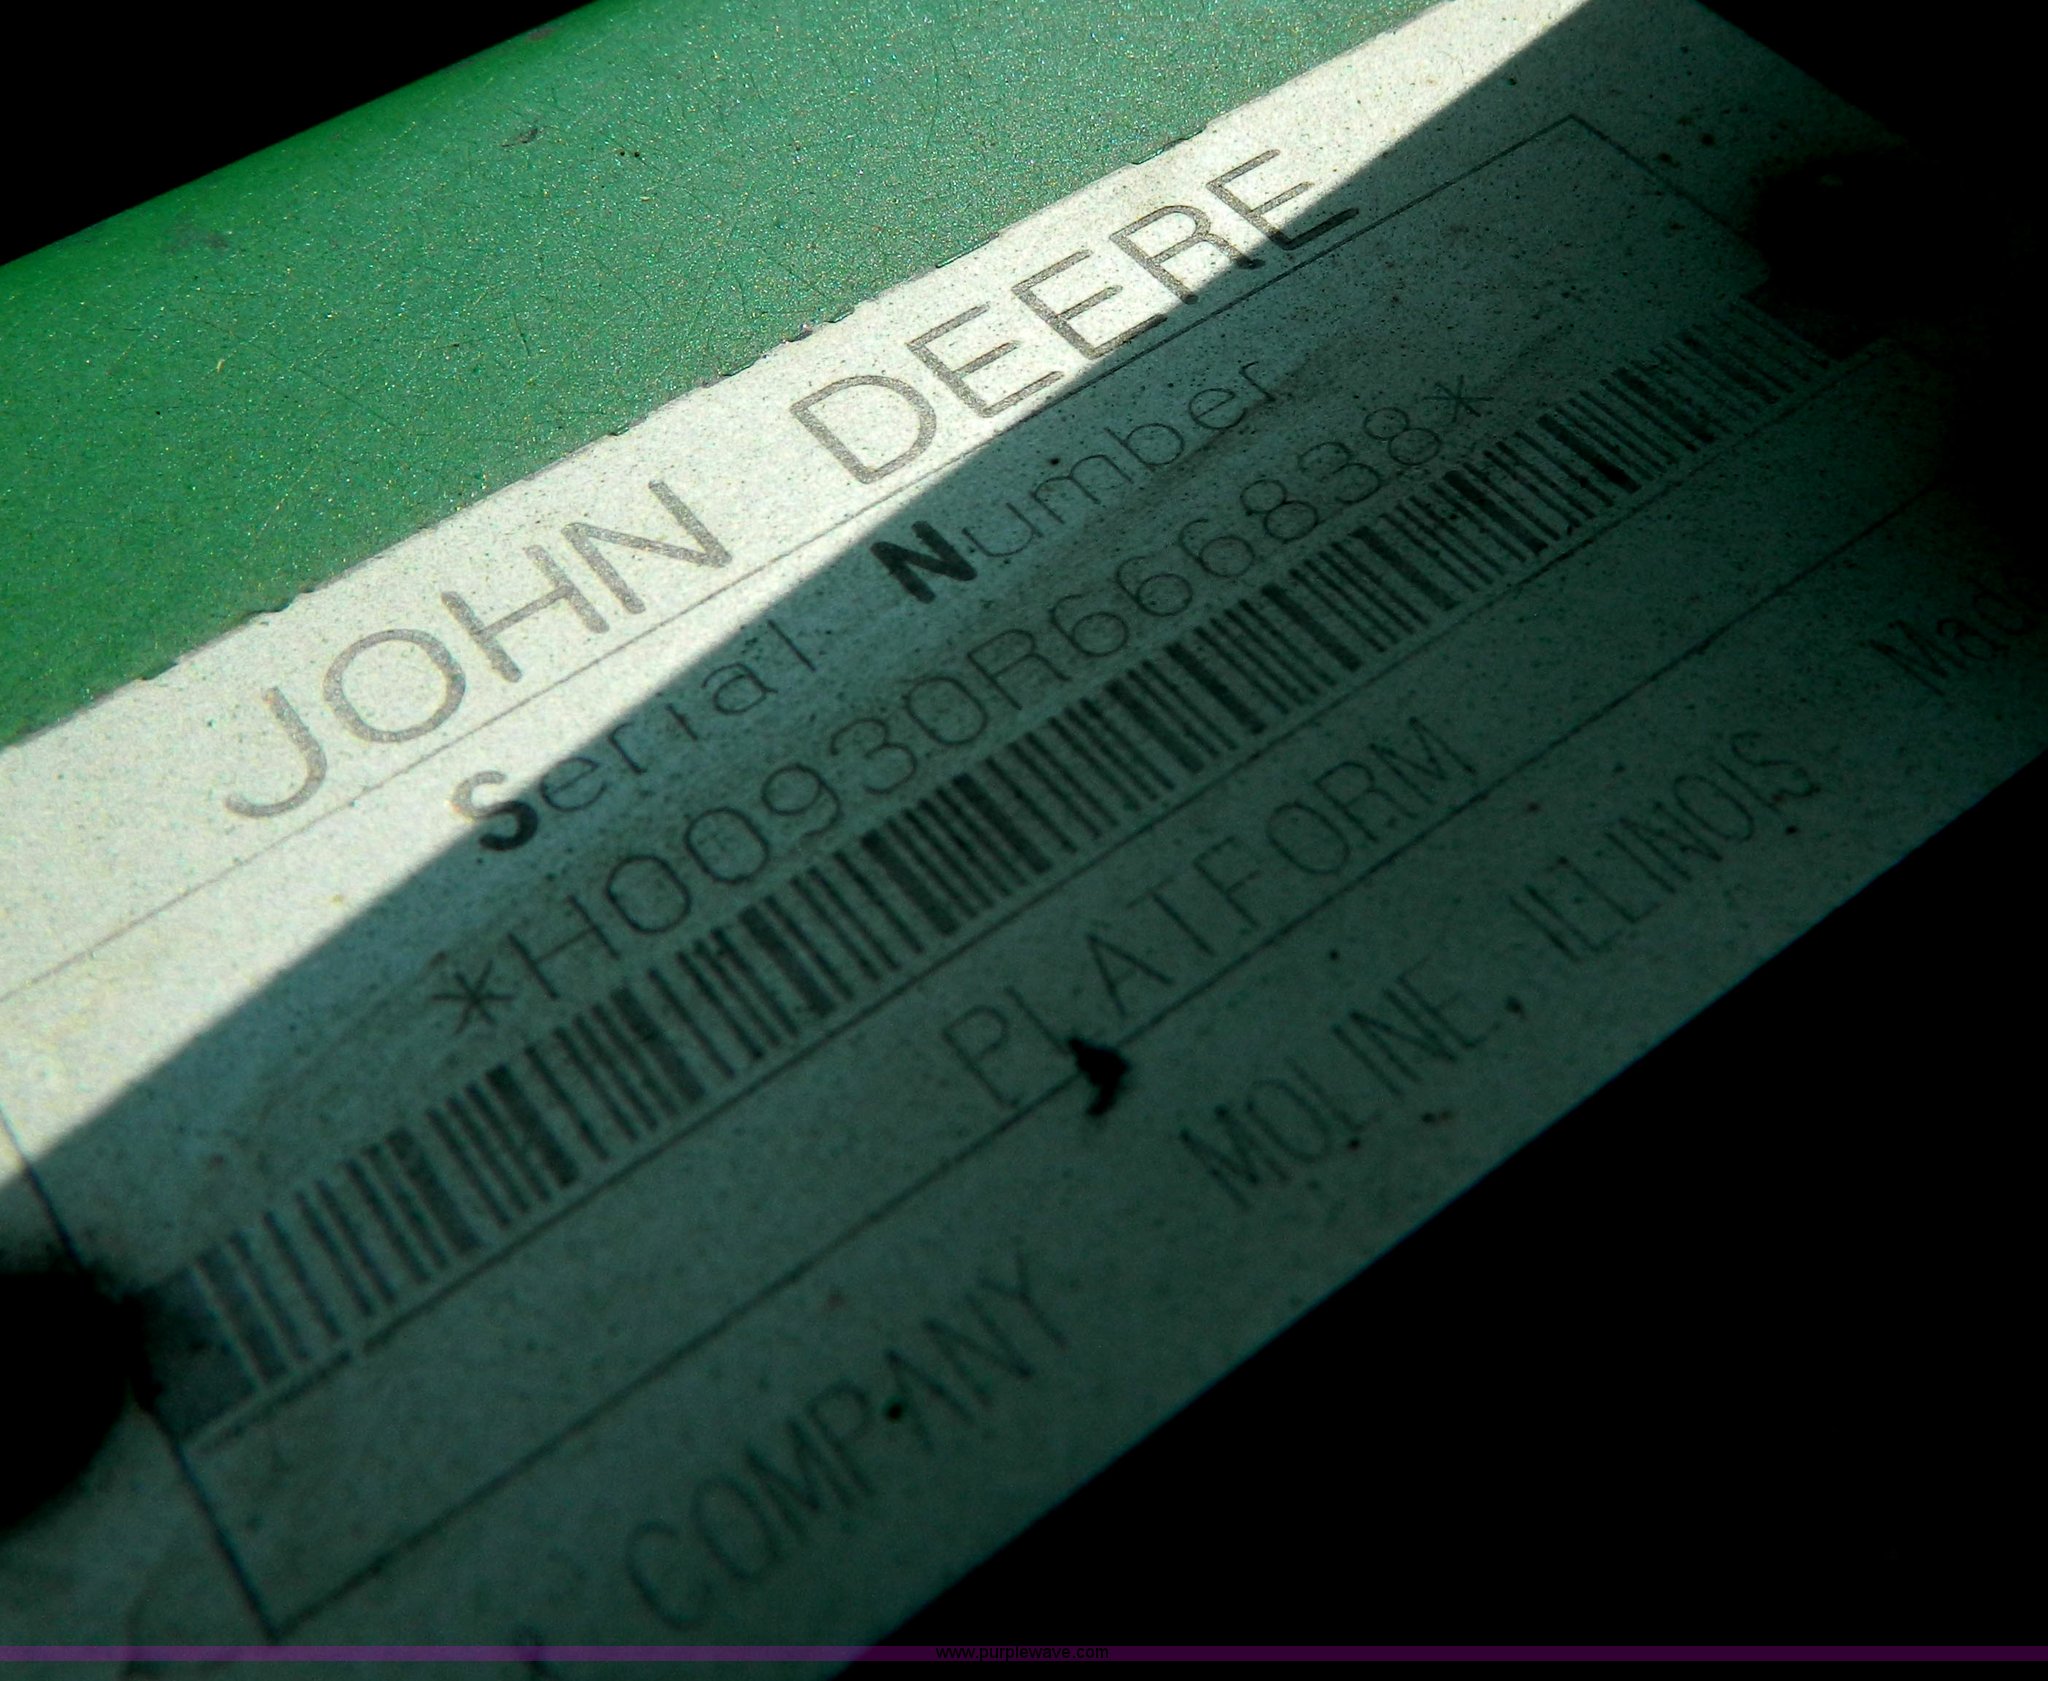 JOHN DEERE
Serial Number
*H00930R666838*
PLATFORM
COMPANY MOLINE, ILLINOIS
www.purplewave.com